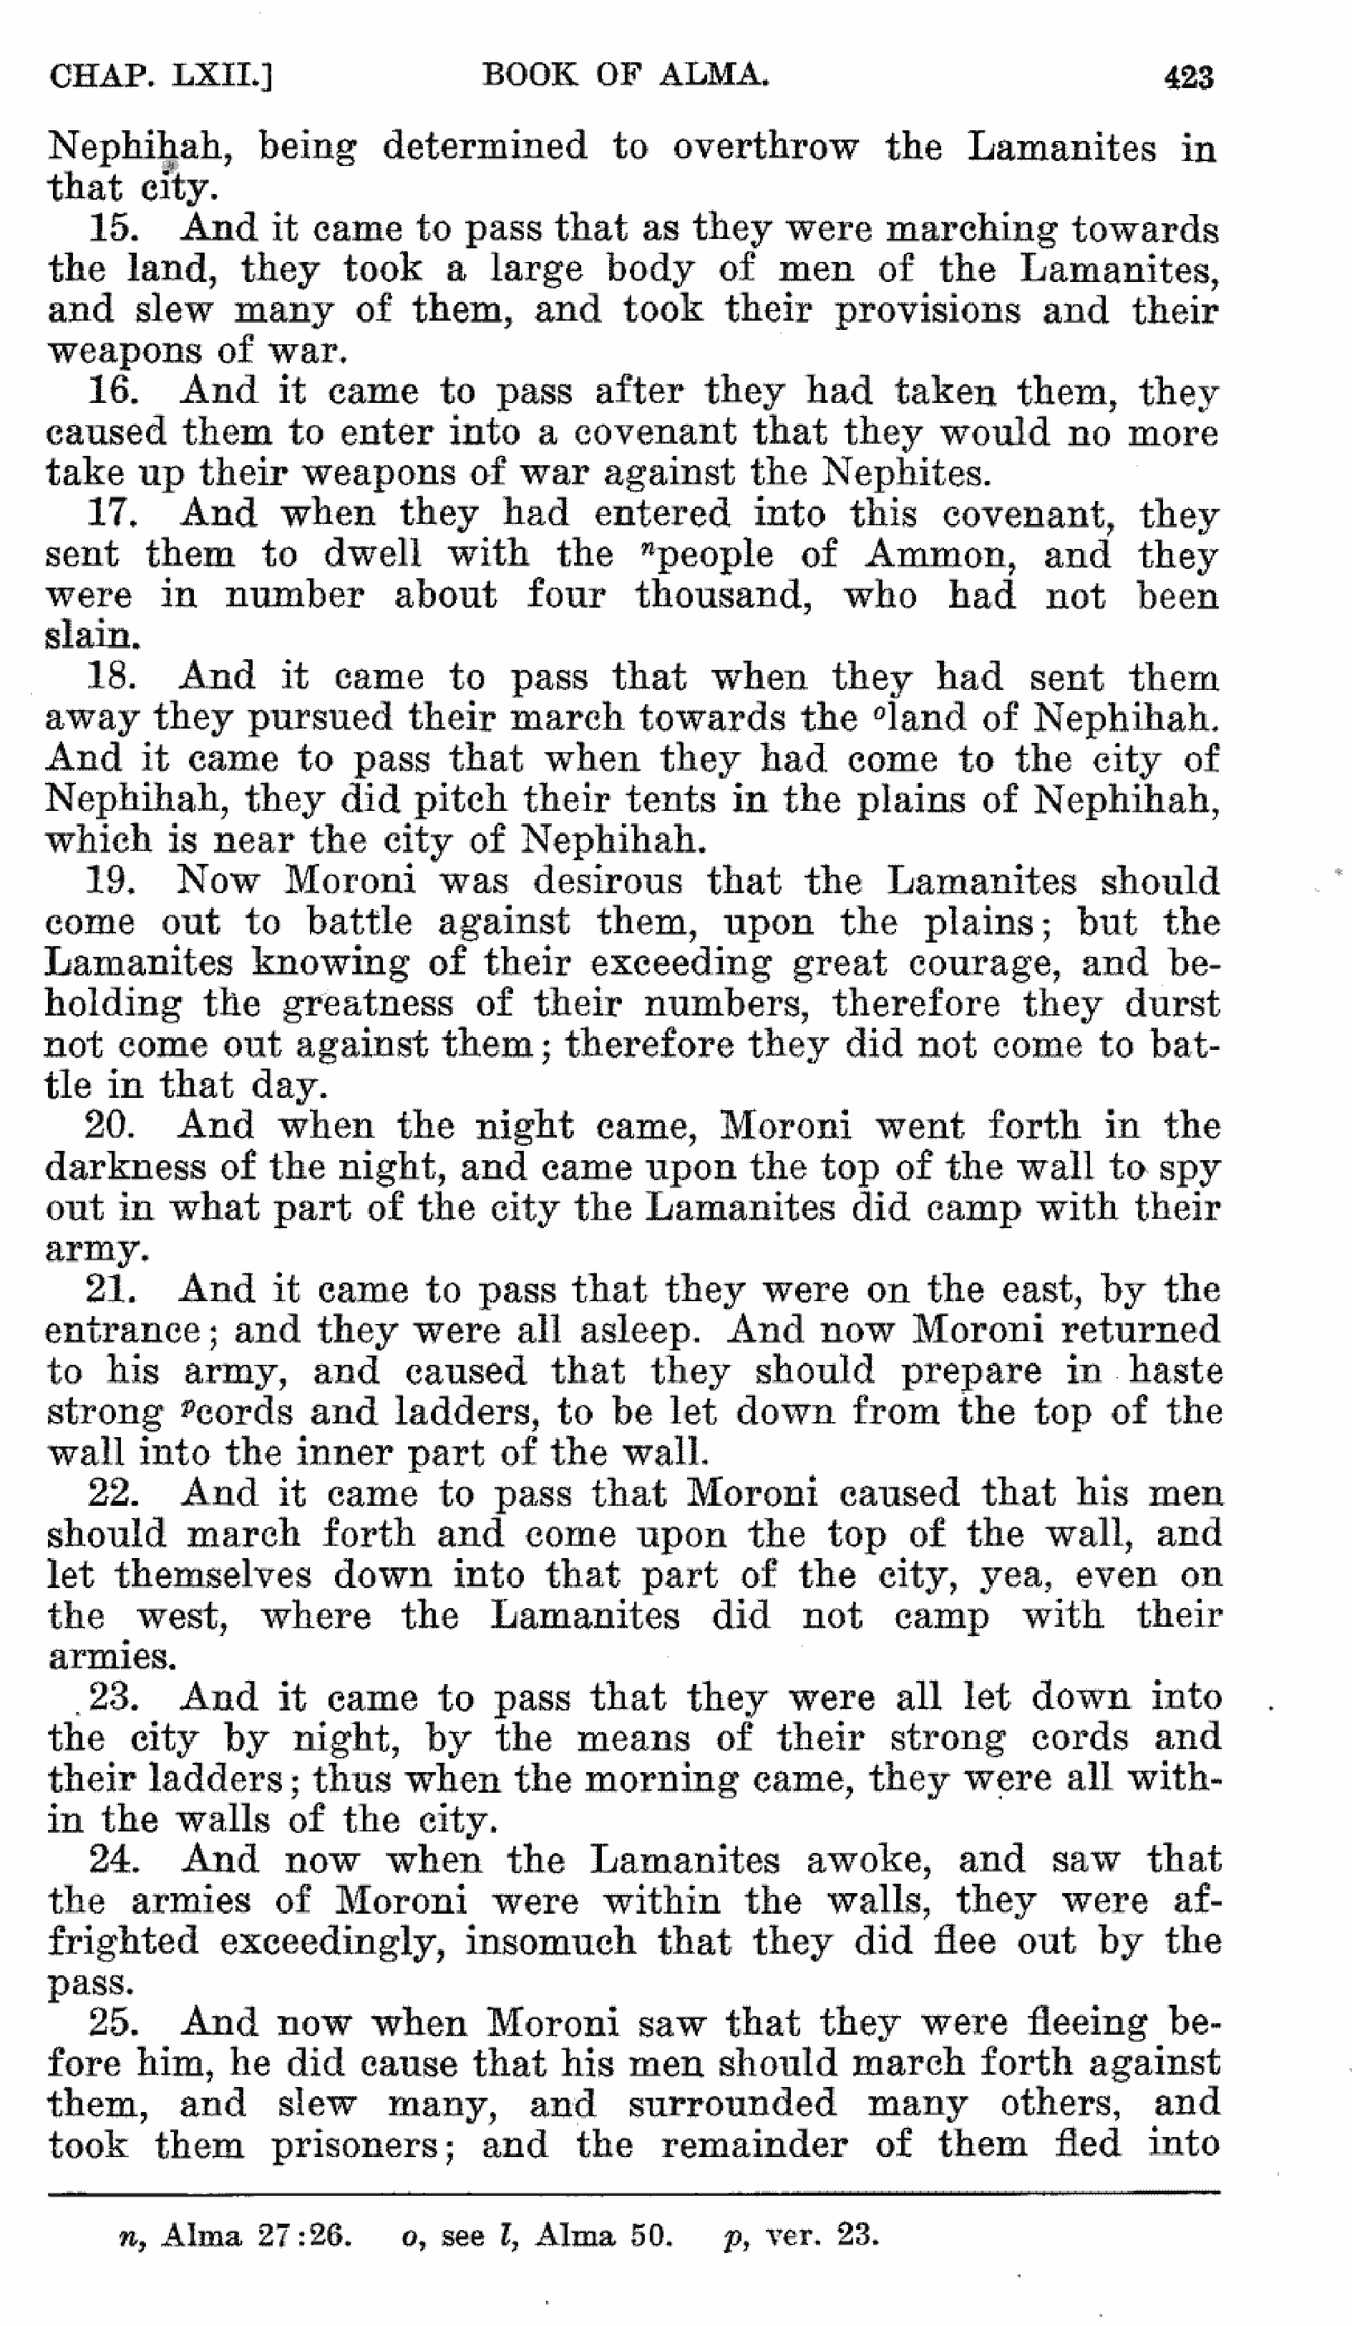 CHAP. LXII.] BOOK OF ALMA. 423
Nephihah, being determined to overthrow the Lamanites in
that city.
15. And it came to pass that as they were marching towards
the land, they took a large body of men of the Lamanites,
and slew many of them, and took their provisions and their
weapons of war.
16. And it came to pass after they had taken them, they
caused them to enter into a covenant that they would no more
take up their weapons of war against the Nephites.
17. And when they had entered into this covenant, they
sent them to dwell with the ⁿpeople of Ammon, and they
were in number about four thousand, who had not been
slain.
18. And it came to pass that when they had sent them
away they pursued their march towards the ᵒland of Nephihah.
And it came to pass that when they had come to the city of
Nephihah, they did pitch their tents in the plains of Nephihah,
which is near the city of Nephihah.
19. Now Moroni was desirous that the Lamanites should
come out to battle against them, upon the plains; but the
Lamanites knowing of their exceeding great courage, and be-
holding the greatness of their numbers, therefore they durst
not come out against them; therefore they did not come to bat-
tle in that day.
20. And when the night came, Moroni went forth in the
darkness of the night, and came upon the top of the wall to spy
out in what part of the city the Lamanites did camp with their
army.
21. And it came to pass that they were on the east, by the
entrance; and they were all asleep. And now Moroni returned
to his army, and caused that they should prepare in haste
strong ᵖcords and ladders, to be let down from the top of the
wall into the inner part of the wall.
22. And it came to pass that Moroni caused that his men
should march forth and come upon the top of the wall, and
let themselves down into that part of the city, yea, even on
the west, where the Lamanites did not camp with their
armies.
23. And it came to pass that they were all let down into
the city by night, by the means of their strong cords and
their ladders; thus when the morning came, they were all with-
in the walls of the city.
24. And now when the Lamanites awoke, and saw that
the armies of Moroni were within the walls, they were af-
frighted exceedingly, insomuch that they did flee out by the
pass.
25. And now when Moroni saw that they were fleeing be-
fore him, he did cause that his men should march forth against
them, and slew many, and surrounded many others, and
took them prisoners; and the remainder of them fled into
n, Alma 27:26. o, see l, Alma 50. p, ver. 23.